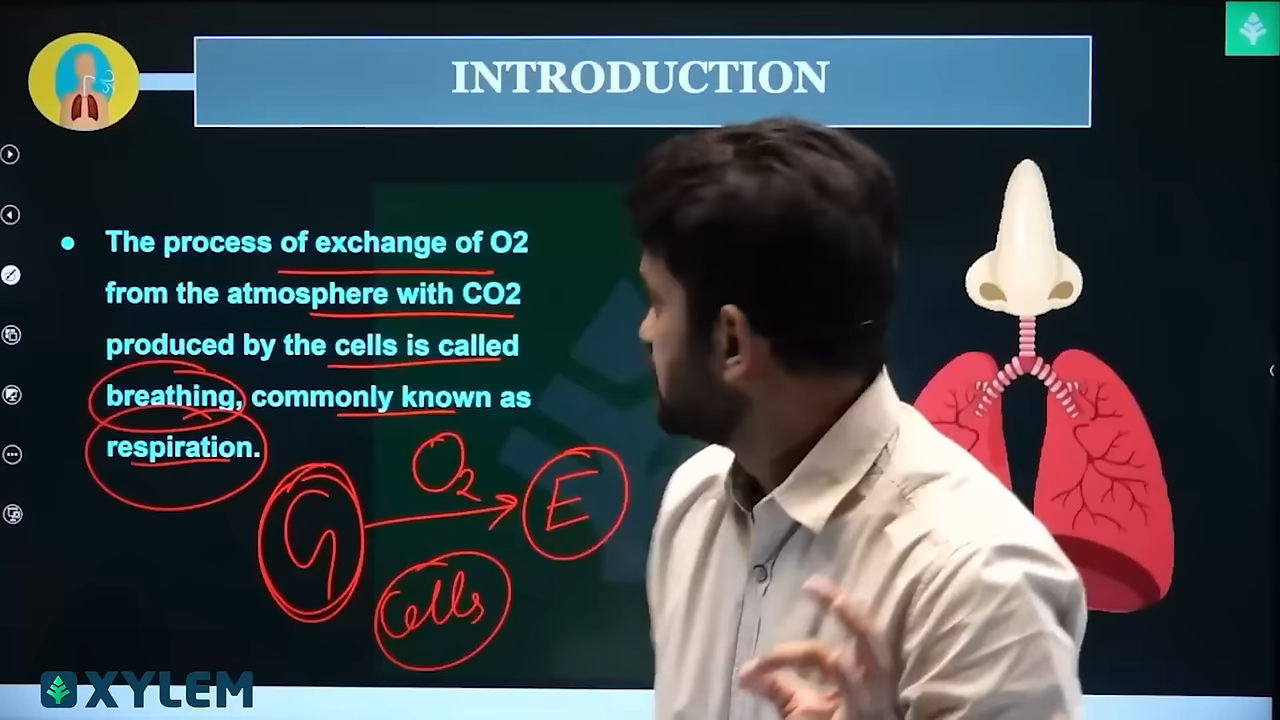 INTRODUCTION
The process of exchange of O2
from the atmosphere with CO2
produced by the cells is called
breathing, commonly known as
respiration.
G
O2
E
Cells
XYLEM